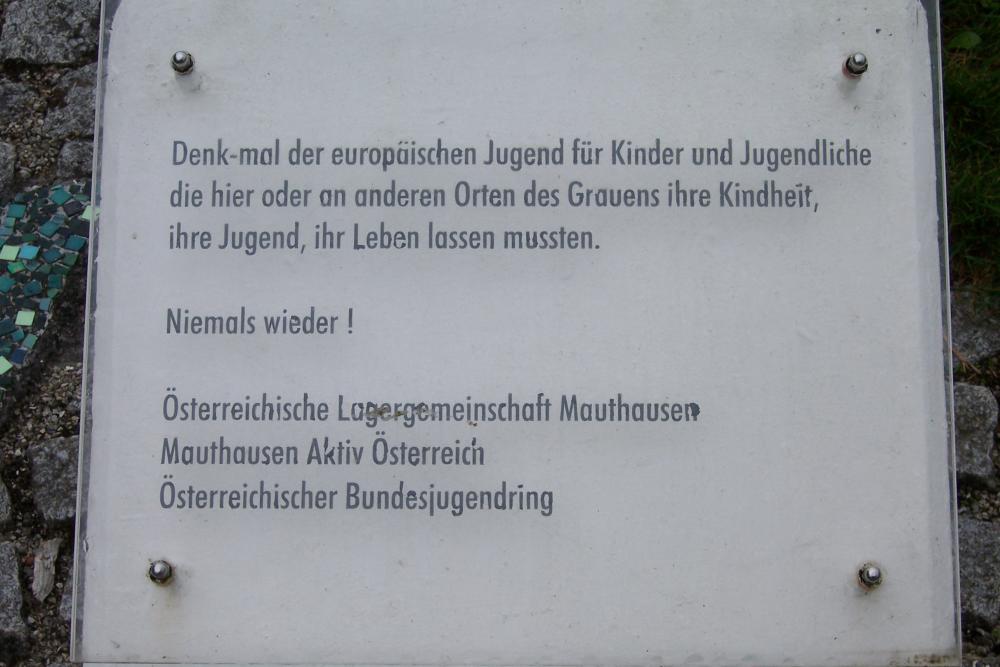 Denk-mal der europäischen Jugend für Kinder und Jugendliche
die hier oder an anderen Orten des Grauens ihre Kindheit,
ihre Jugend, ihr Leben lassen mussten.
Niemals wieder !
Österreichische Lagergemeinschaft Mauthausen
Mauthausen Aktiv Österreich
Österreichischer Bundesjugendring